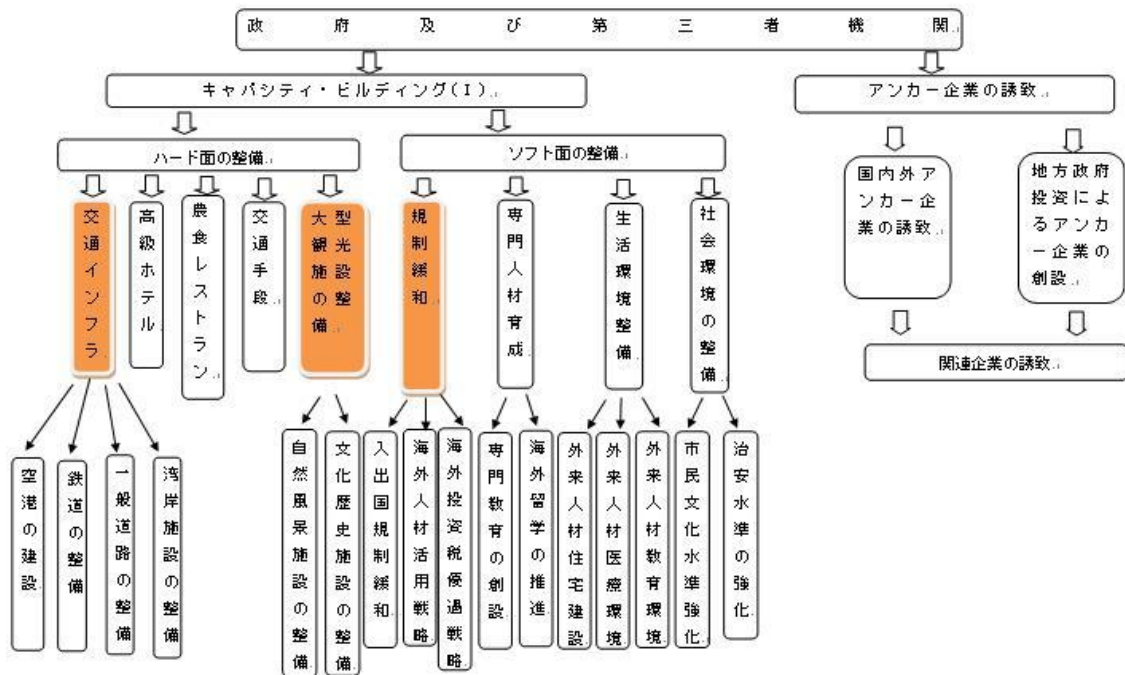 政府及び第三者機関
キャパシティ・ビルディング(I)
アンカー企業の誘致
ハード面の整備
ソフト面の整備
国内外ア
ンカー企
業の誘致
地方政府
投資によ
るアンカ
ー企業の
創設
交通インフラ
高級ホテル
農食レストラン
交通手段
大型観光施設の整備
規制緩和
専門人材育成
生活環境整備
社会環境の整備
関連企業の誘致
空港の建設
鉄道の整備
一般道路の整備
湾岸施設の整備
自然風景施設の整備
文化歴史施設の整備
入出国規制緩和
海外人材活用戦略
海外投資税優遇戦略
専門教育の創設
海外留学の推進
外来人材住宅建設
外来人材医療環境
外来人材教育環境
市民文化水準強化
治安水準の強化